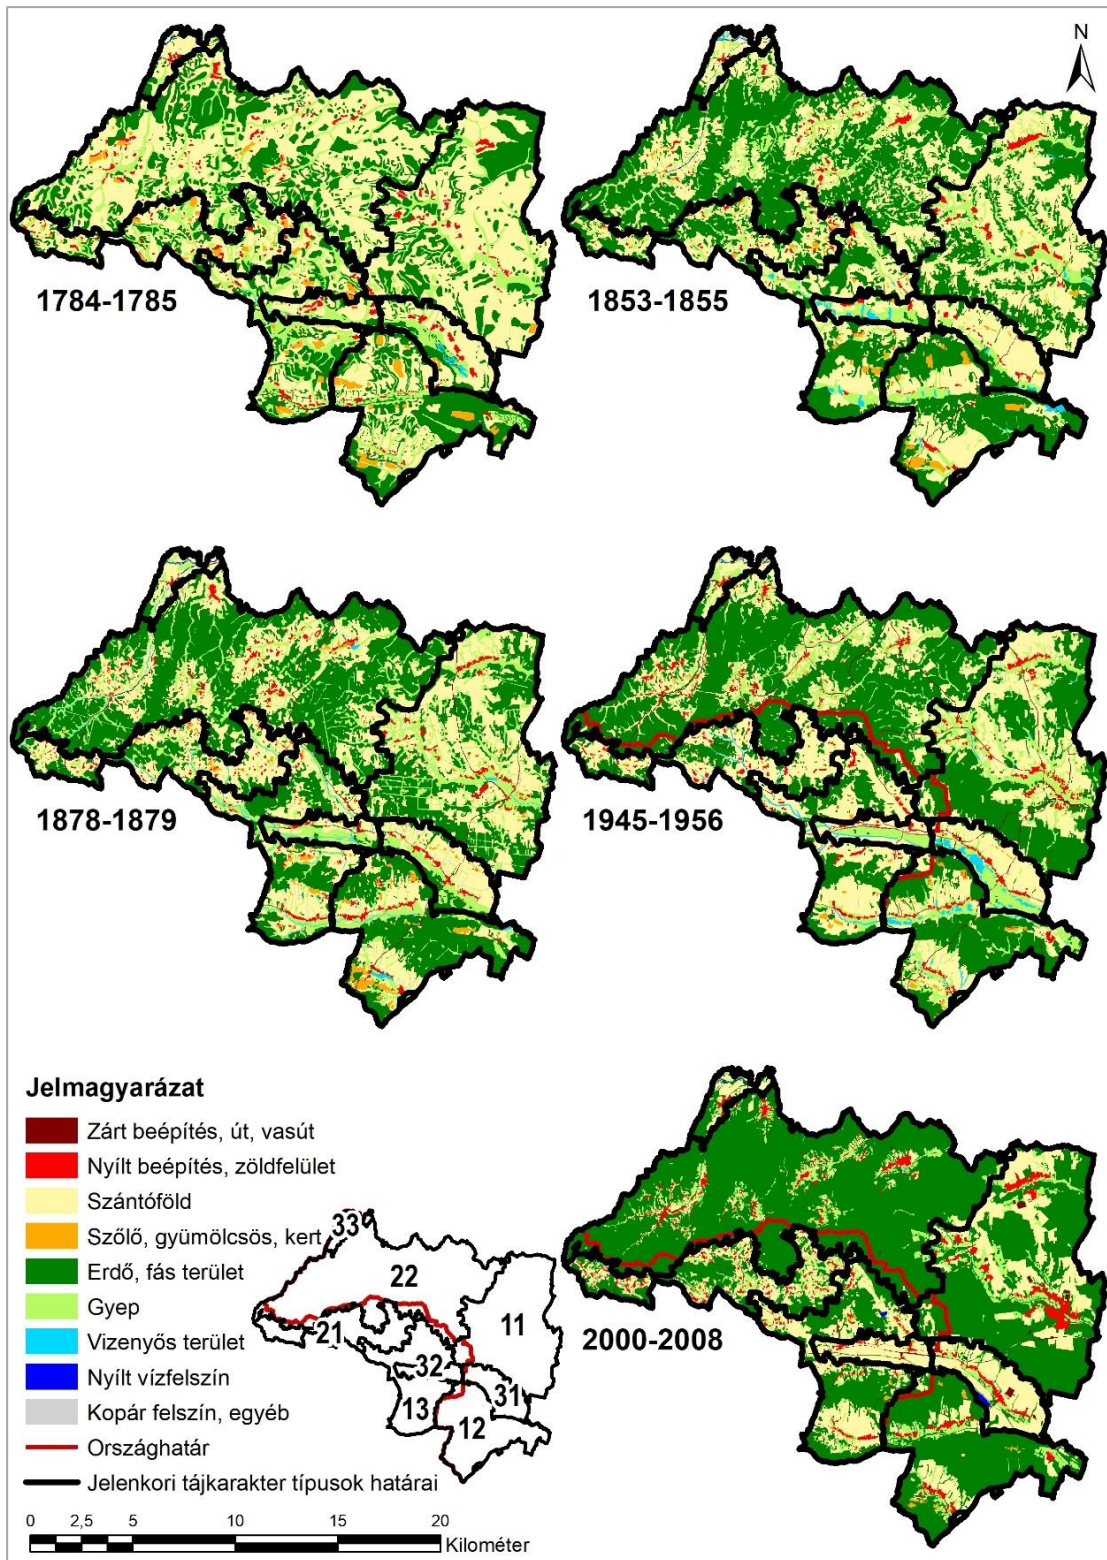 N
1784-1785
1853-1855
1878-1879
1945-1956
Jelmagyarázat
Zárt beépítés, út, vasút
Nyílt beépítés, zöldfelület
Szántóföld
Szőlő, gyümölcsös, kert
Erdő, fás terület
Gyep
Vizenyős terület
Nyílt vízfelszín
Kopár felszín, egyéb
Országhatár
Jelenkori tájkarakter típusok határai
0 2,5 5 10 15 20
Kilométer
33
22
11
21
32
31
13
12
2000-2008